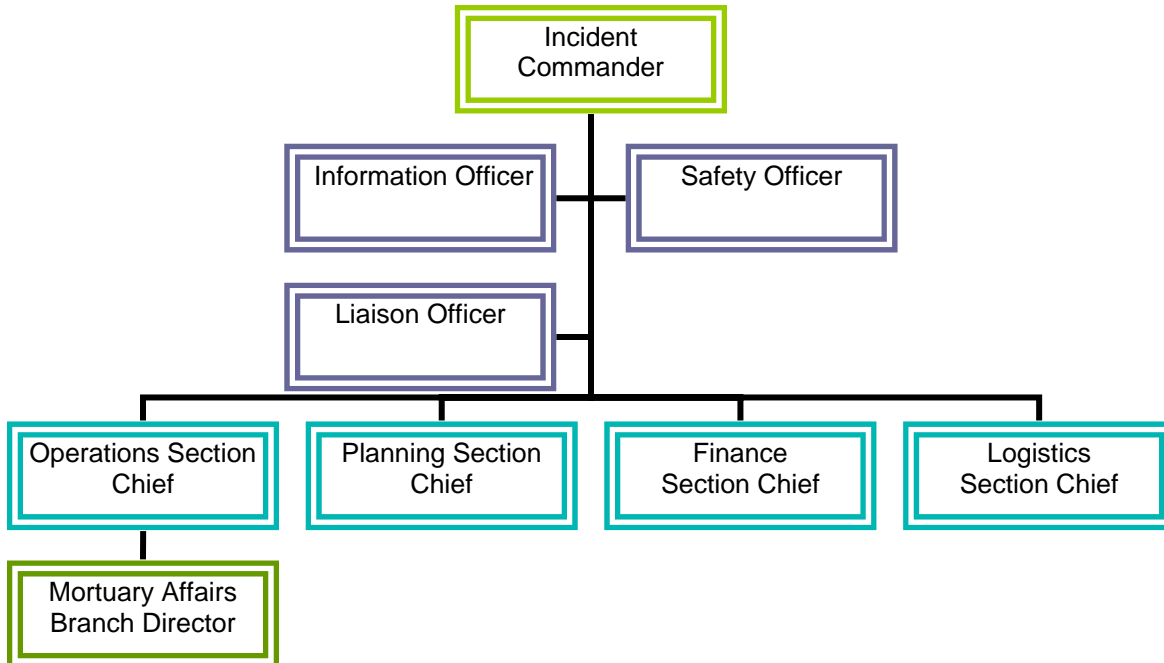 Incident
Commander
Information Officer
Safety Officer
Liaison Officer
Operations Section
Chief
Planning Section
Chief
Finance
Section Chief
Logistics
Section Chief
Mortuary Affairs
Branch Director